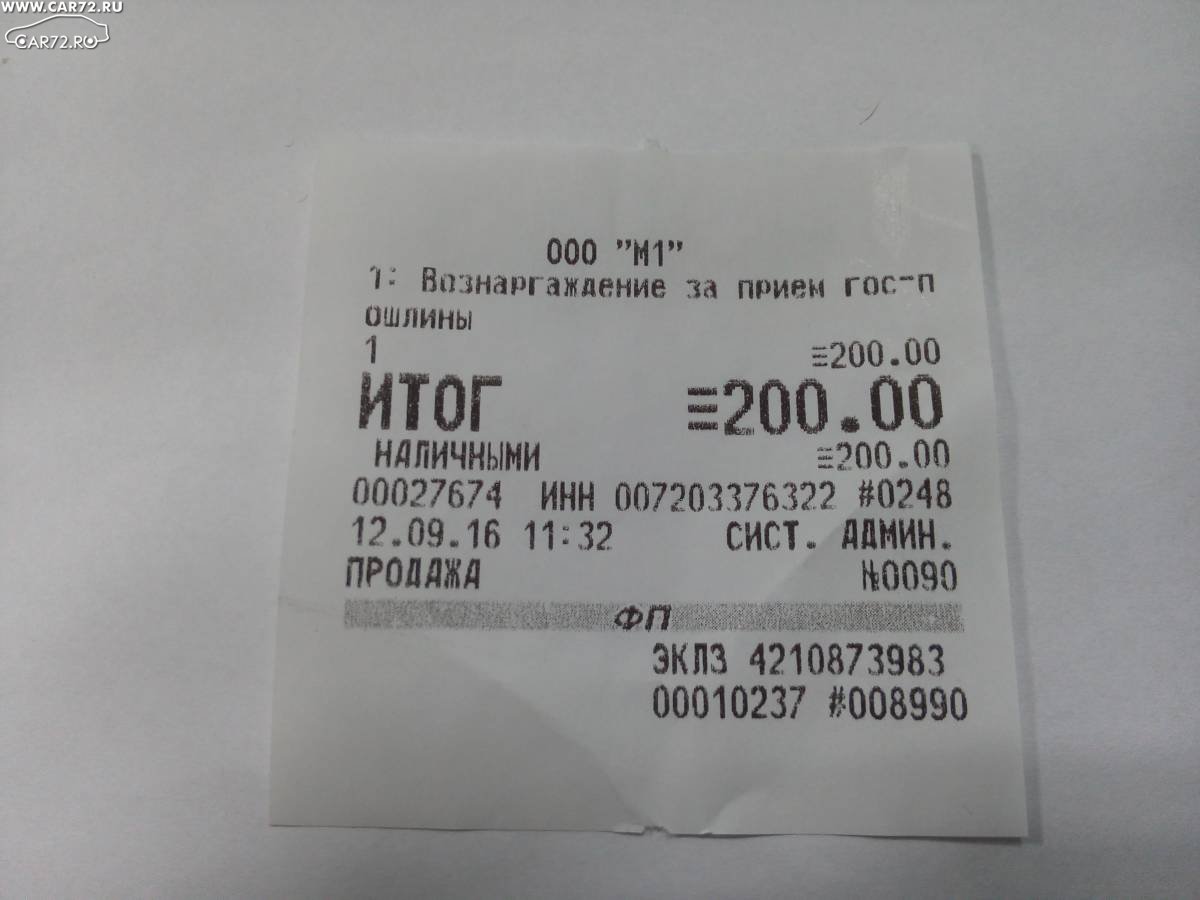 WWW.CAR72.RU
CAR72.RU
ООО "М1"
1: Вознаргаждение за прием гос-п
ошлины
1 ≡200.00
ИТОГ ≡200.00
НАЛИЧНЫМИ ≡200.00
00027674 ИНН 007203376322 #0248
12.09.16 11:32 СИСТ. АДМИН.
ПРОДАЖА №0090
ФП
ЭКЛЗ 4210873983
00010237 #008990